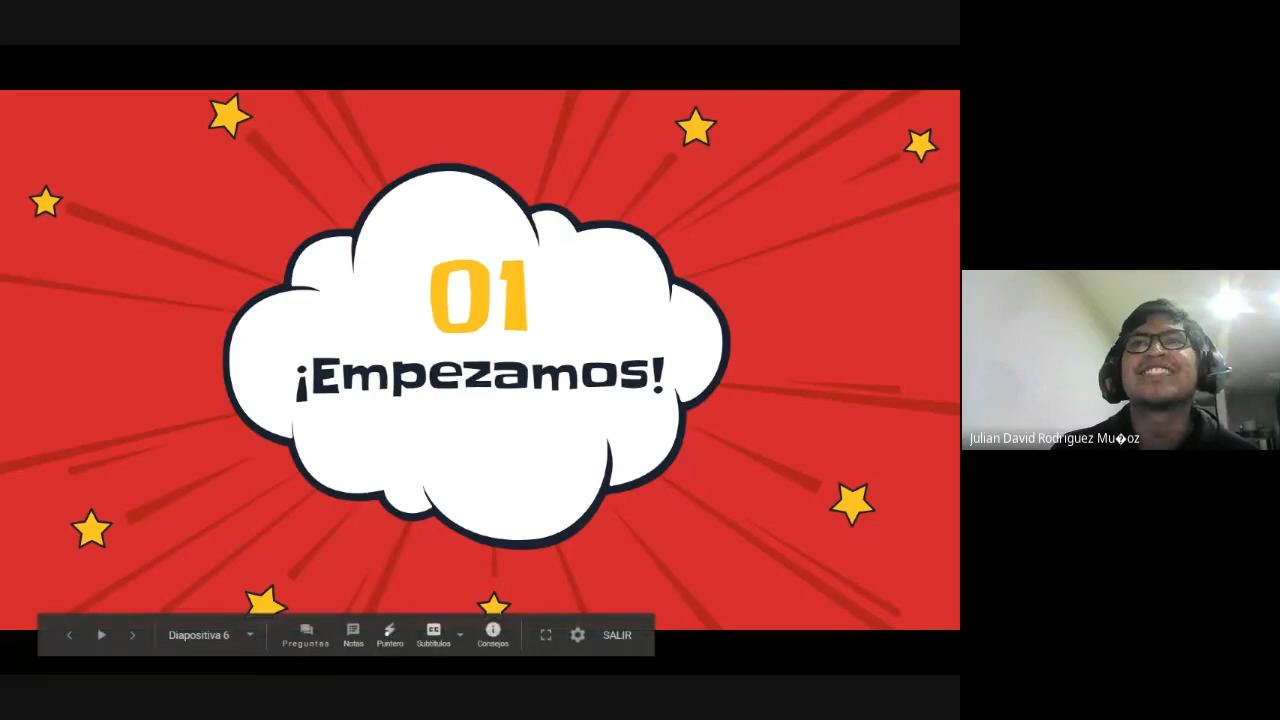 01
¡Empezamos!
Julian David Rodriguez Mu�oz
Diapositiva 6
Preguntas
Notas
Puntero
Subtítulos
Consejos
SALIR